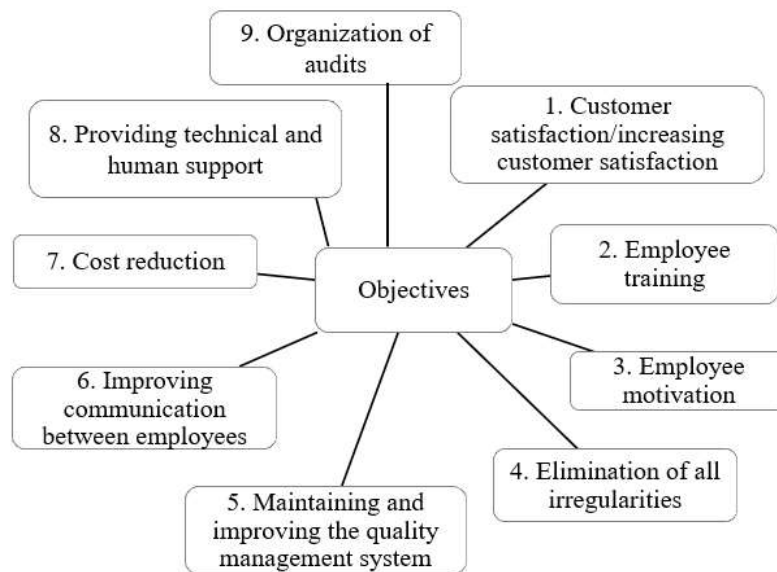 9. Organization of
audits
1. Customer
satisfaction/increasing
customer satisfaction
8. Providing technical and
human support
2. Employee
training
7. Cost reduction
Objectives
3. Employee
motivation
6. Improving
communication
between employees
4. Elimination of all
irregularities
5. Maintaining and
improving the quality
management system